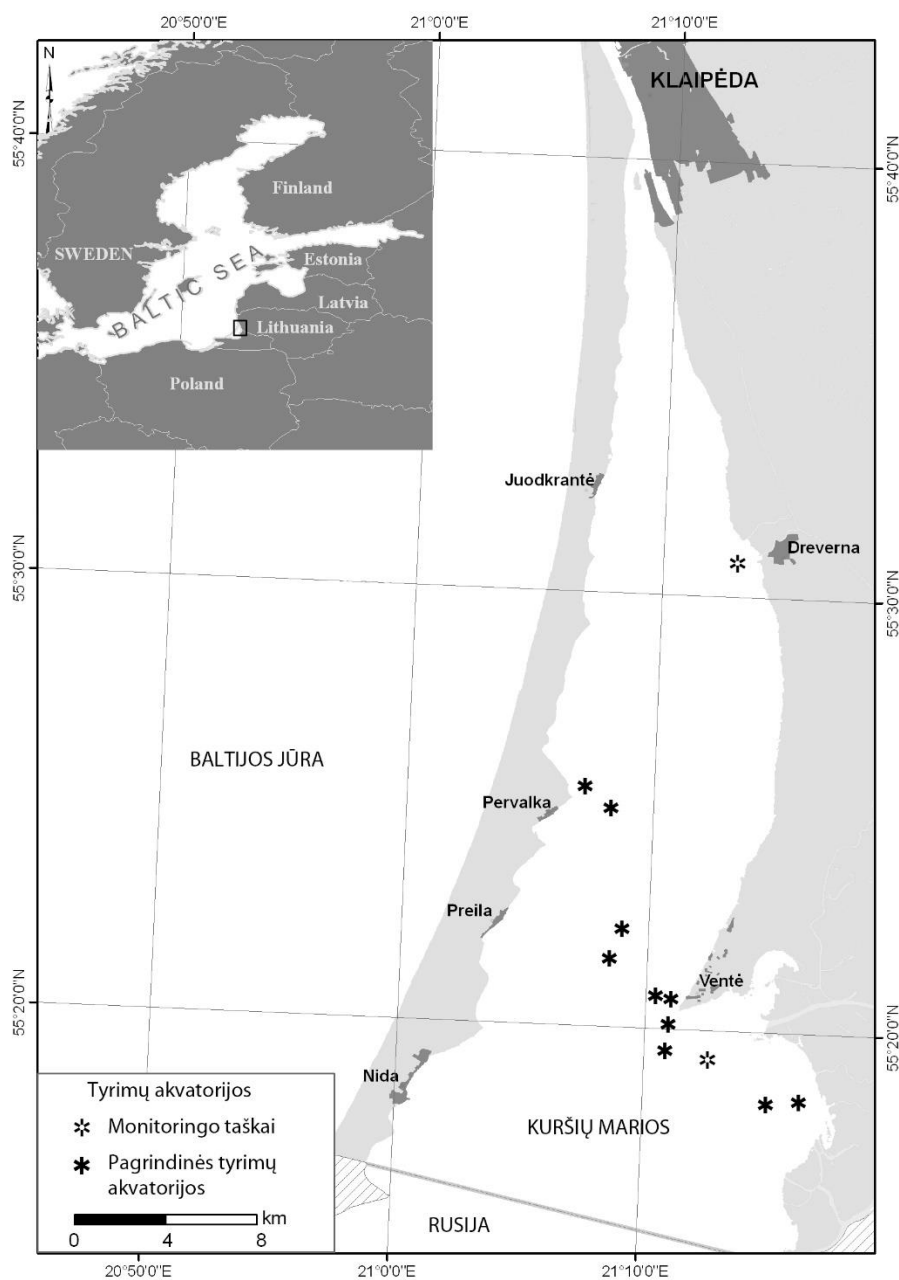 20°50'0"E
21°0'0"E
21°10'0"E
N
KLAIPĖDA
55°40'0"N
55°40'0"N
Finland
SWEDEN
Estonia
BALTIC SEA
Latvia
Lithuania
Poland
Juodkrantė
Dreverna
55°30'0"N
55°30'0"N
BALTIJOS JŪRA
Pervalka
Preila
Ventė
55°20'0"N
55°20'0"N
Nida
KURŠIŲ MARIOS
Tyrimų akvatorijos
Monitoringo taškai
Pagrindinės tyrimų
akvatorijos
km
0 4 8
RUSIJA
20°50'0"E
21°0'0"E
21°10'0"E